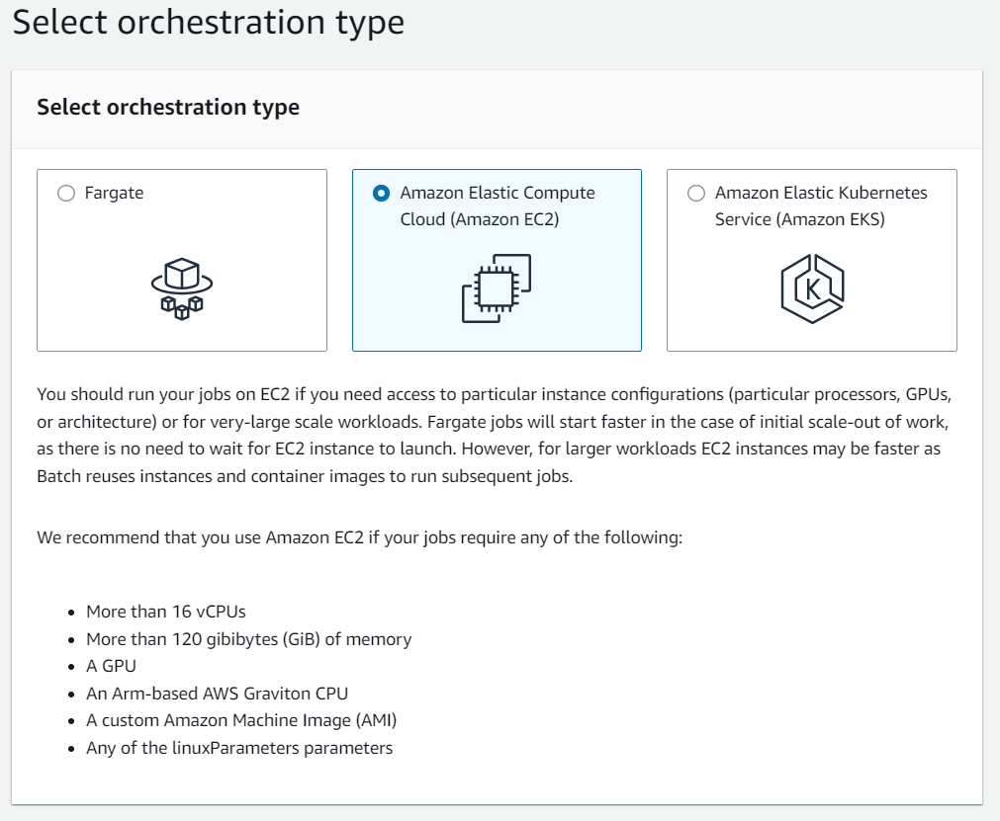 Select orchestration type
Select orchestration type
Fargate
Amazon Elastic Compute
Cloud (Amazon EC2)
Amazon Elastic Kubernetes
Service (Amazon EKS)
K
You should run your jobs on EC2 if you need access to particular instance configurations (particular processors, GPUs,
or architecture) or for very-large scale workloads. Fargate jobs will start faster in the case of initial scale-out of work,
as there is no need to wait for EC2 instance to launch. However, for larger workloads EC2 instances may be faster as
Batch reuses instances and container images to run subsequent jobs.
We recommend that you use Amazon EC2 if your jobs require any of the following:
More than 16 vCPUs
More than 120 gibibytes (GiB) of memory
A GPU
An Arm-based AWS Graviton CPU
A custom Amazon Machine Image (AMI)
Any of the linuxParameters parameters